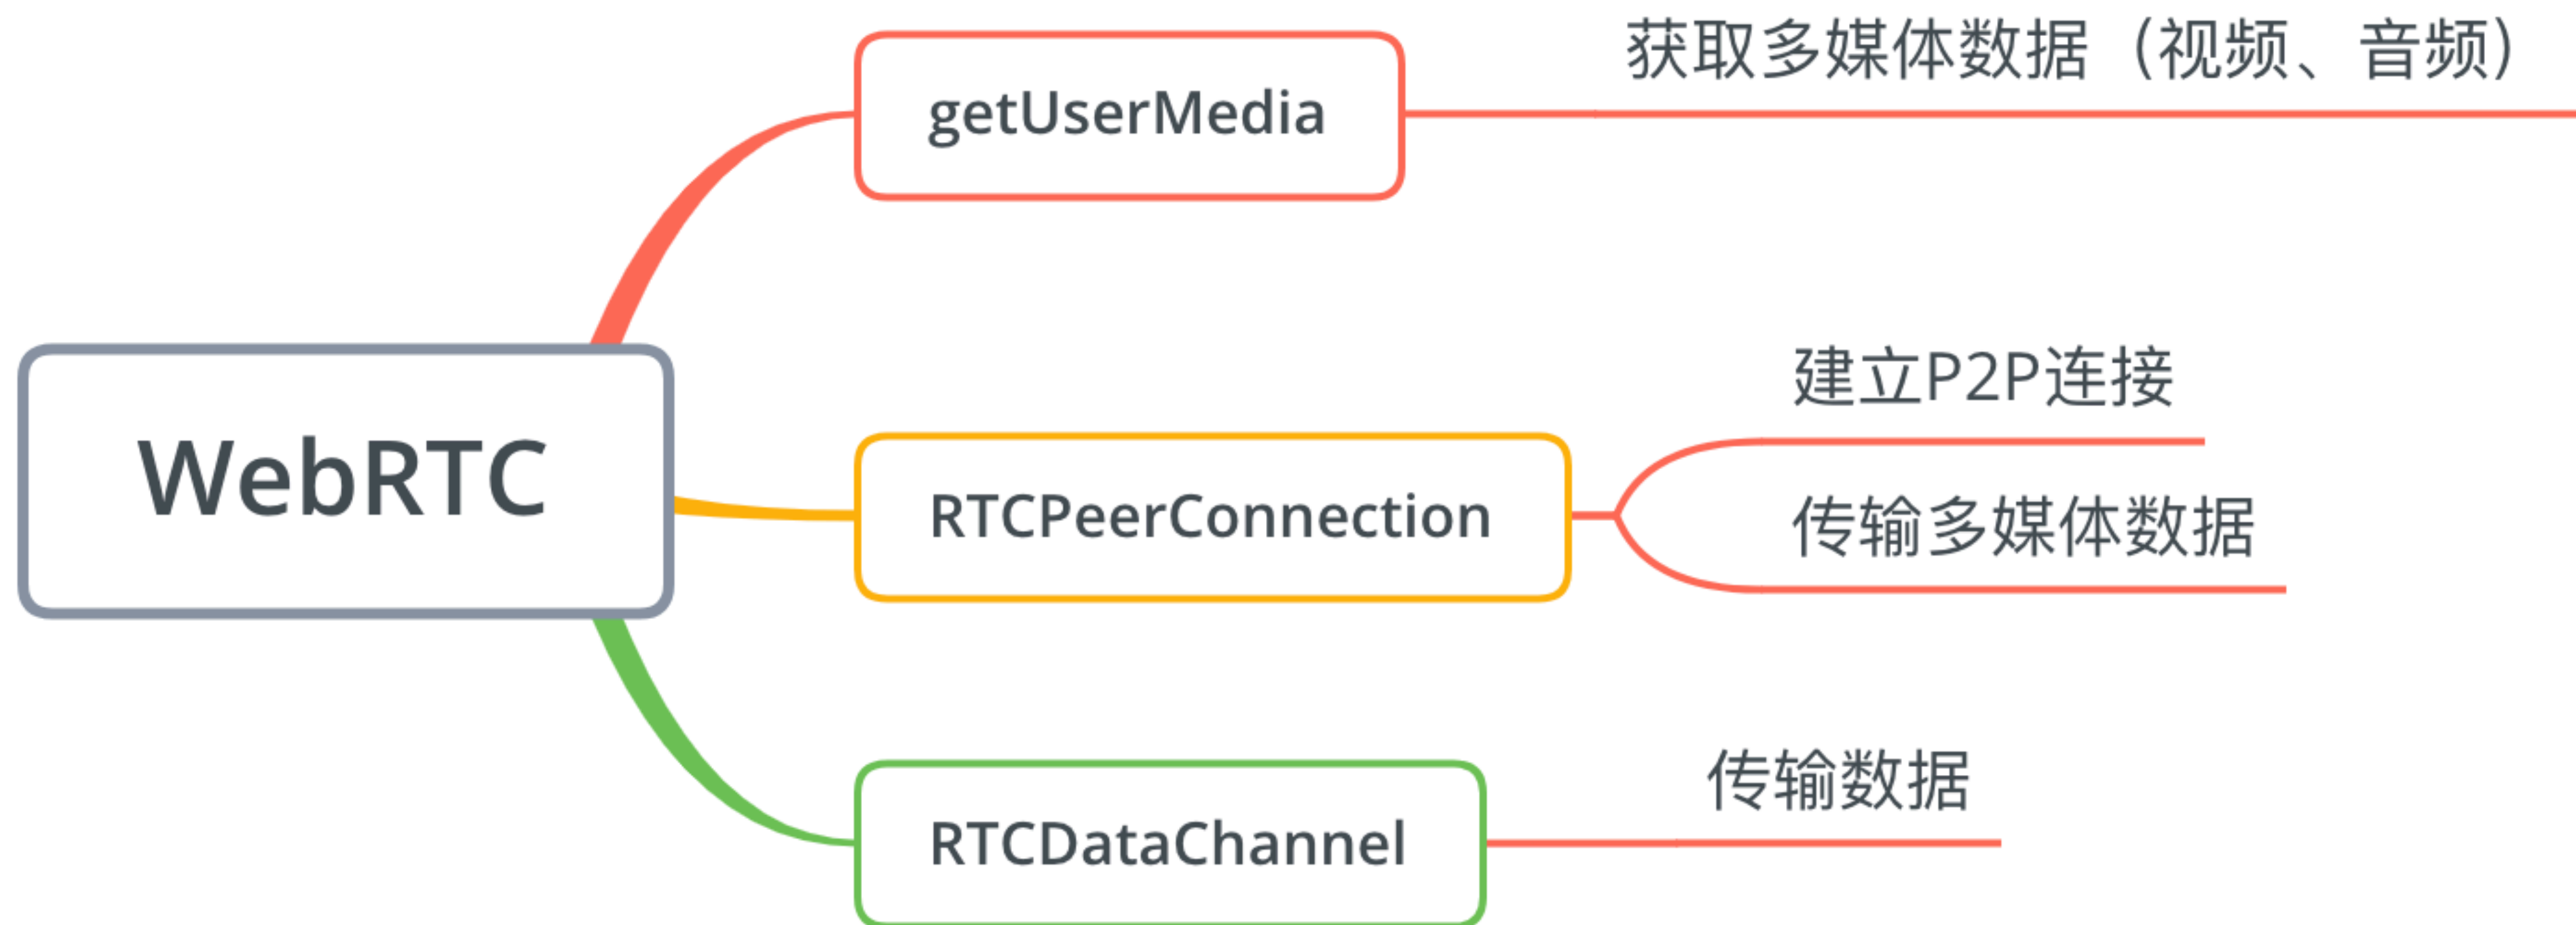 获取多媒体数据（视频、音频）
getUserMedia
建立P2P连接
WebRTC
RTCPeerConnection
传输多媒体数据
传输数据
RTCDataChannel